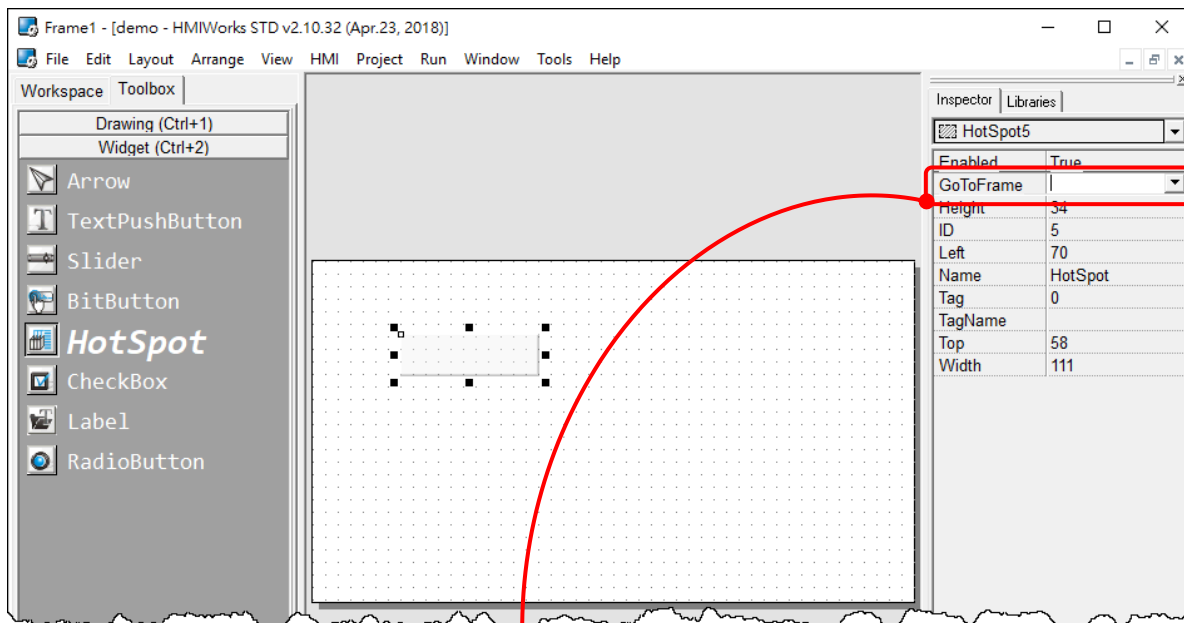 Frame1 - [demo - HMIWorks STD v2.10.32 (Apr.23, 2018)]
File Edit Layout Arrange View HMI Project Run Window Tools Help
Workspace Toolbox
Drawing (Ctrl+1)
Widget (Ctrl+2)
Arrow
T TextPushButton
Slider
BitButton
HotSpot
CheckBox
Label
RadioButton
Inspector Libraries
HotSpot5
Enabled True
GoToFrame
Height 34
ID 5
Left 70
Name HotSpot
Tag 0
TagName
Top 58
Width 111